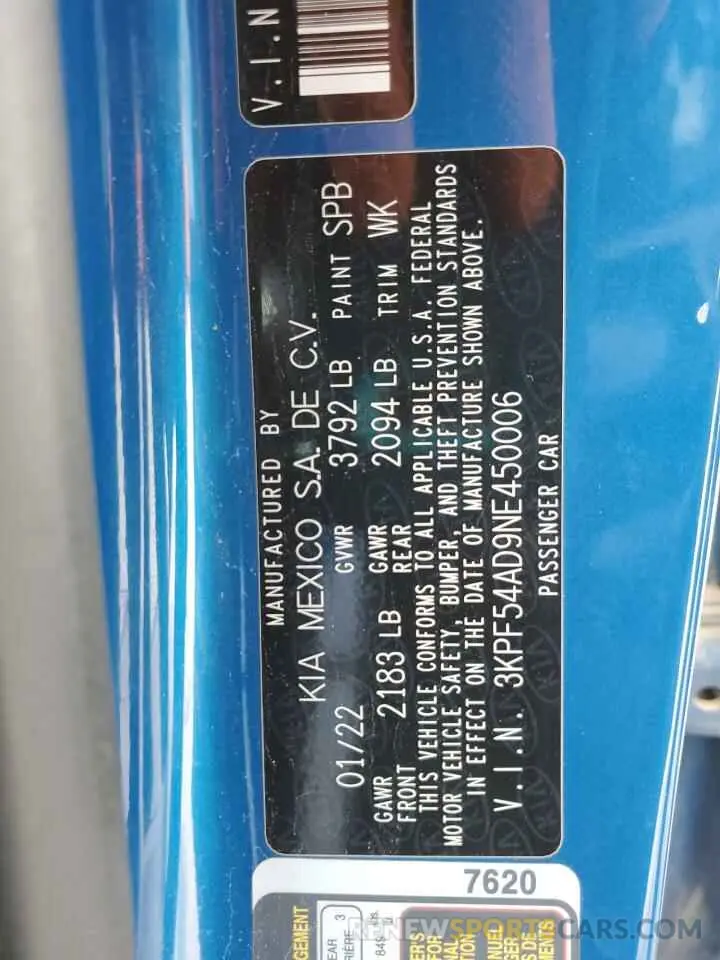 V.I.N
MANUFACTURED BY
KIA MEXICO S.A. DE C.V.
01/22 GVWR 3792 LB PAINT SPB
GAWR FRONT 2183 LB GAWR REAR 2094 LB TRIM WK
THIS VEHICLE CONFORMS TO ALL APPLICABLE U.S.A. FEDERAL
MOTOR VEHICLE SAFETY, BUMPER, AND THEFT PREVENTION STANDARDS
IN EFFECT ON THE DATE OF MANUFACTURE SHOWN ABOVE.
V.I.N. 3KPF54AD9NE450006
PASSENGER CAR
7620
RENEWSPORTSCARS.COM